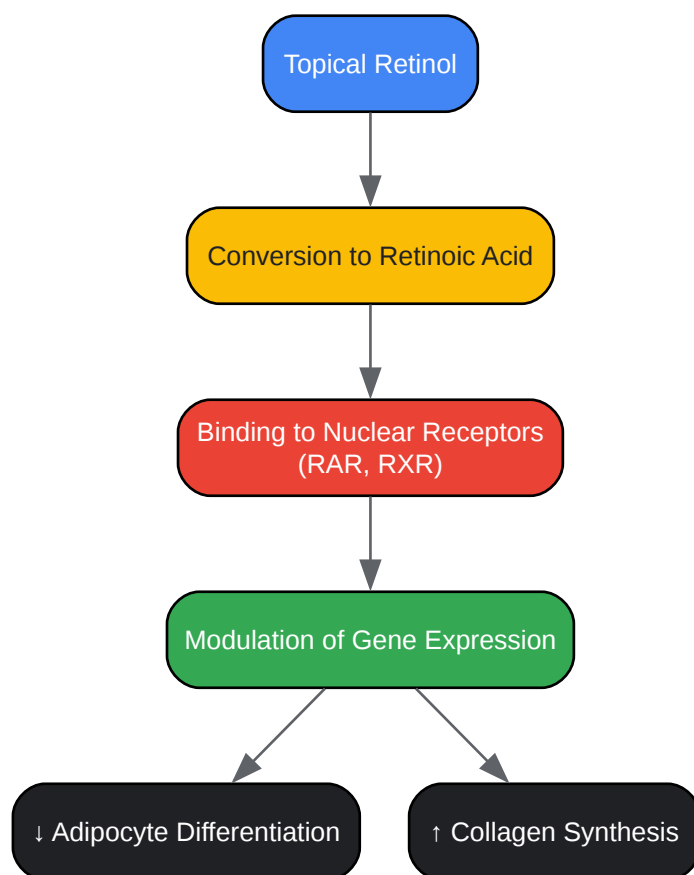 Topical Retinol
Conversion to Retinoic Acid
Binding to Nuclear Receptors
(RAR, RXR)
Modulation of Gene Expression
↓ Adipocyte Differentiation
↑ Collagen Synthesis